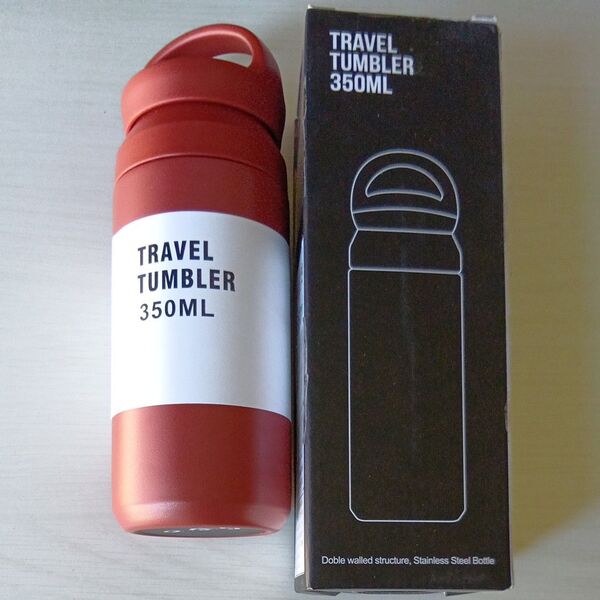 TRAVEL
TUMBLER
350ML
TRAVEL
TUMBLER
350ML
Doble walled structure, Stainless Steel Bottle